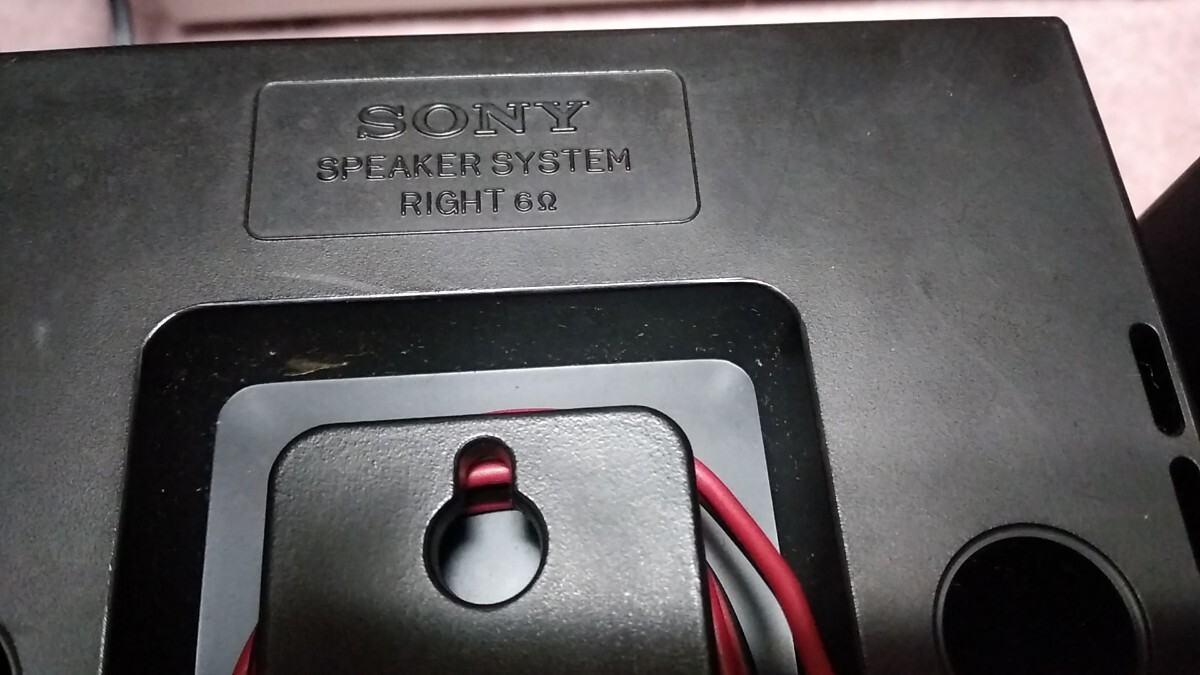 SONY
SPEAKER SYSTEM
RIGHT 6Ω